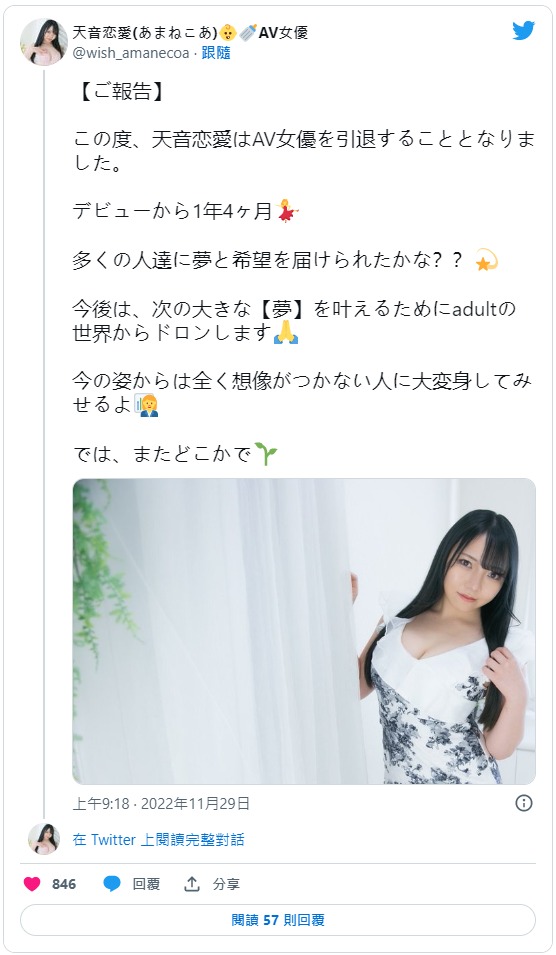 天音恋愛(あまねこあ)👶🍼AV女優
@wish_amanecoa · 跟隨
【ご報告】
この度、天音恋愛はAV女優を引退することとなりま
した。
デビューから1年4ヶ月💃
多くの人達に夢と希望を届けられたかな？？💫
今後は、次の大きな【夢】を叶えるためにadultの
世界からドロンします🙏
今の姿からは全く想像がつかない人に大変身してみ
せるよ👩‍💼
では、またどこかで🌱
上午9:18 · 2022年11月29日
在 Twitter 上閱讀完整對話
846 回覆 分享
閱讀 57 則回覆